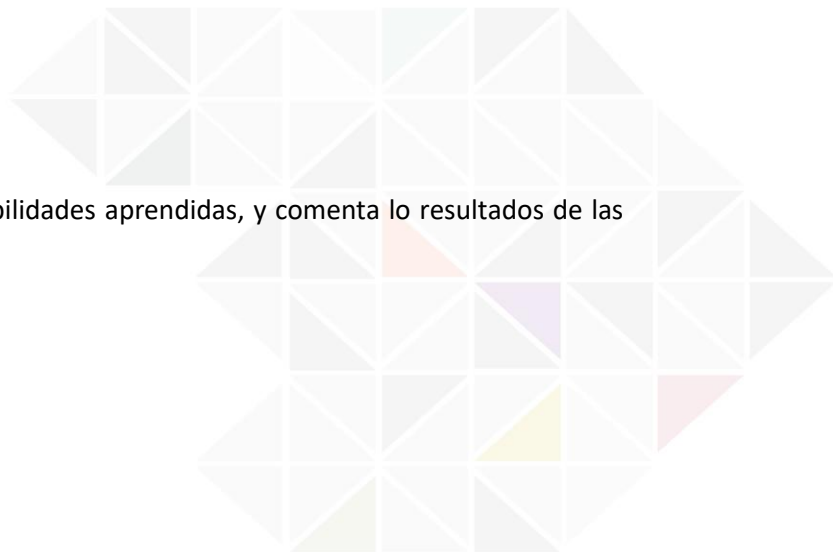 bilidades aprendidas, y comenta lo resultados de las